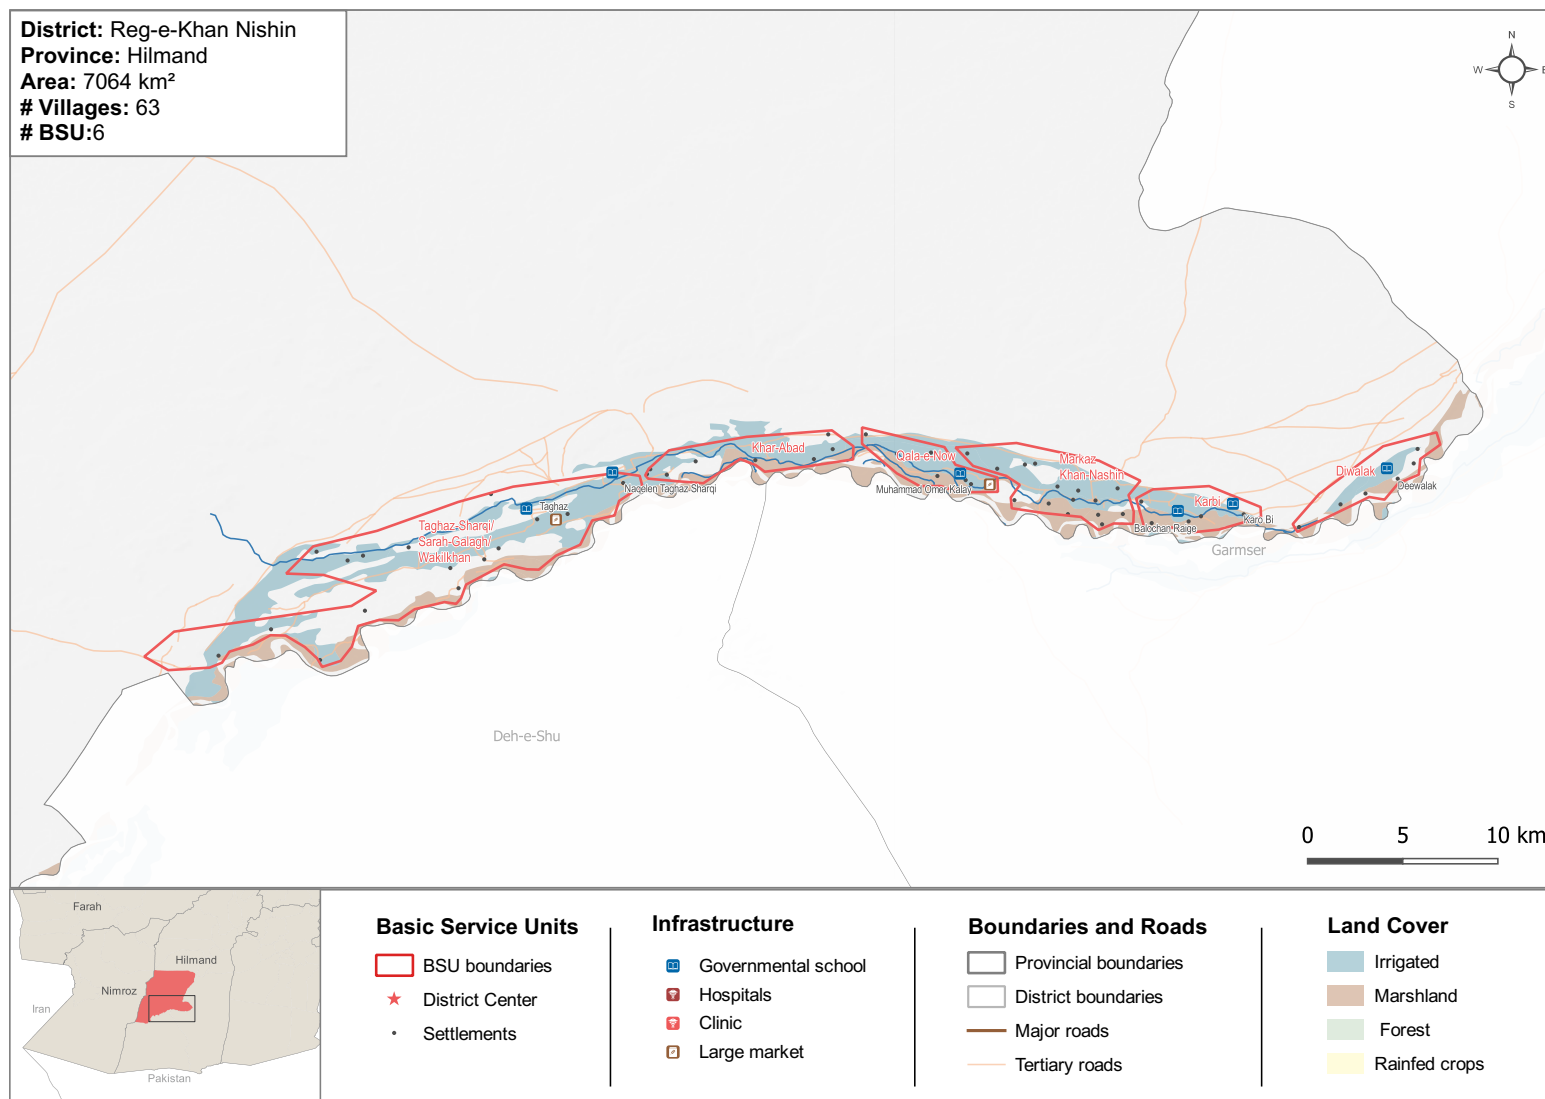 District: Reg-e-Khan Nishin
Province: Hilmand
Area: 7064 km²
# Villages: 63
# BSU:6
N
W
E
S
Khar-Abad
Qala-e-Now
Markaz
Khan-Nashin
Diwalak
Deewalak
Karbi
Karo Bi
Balochan Raige
Garmser
Muhammad Omer Kalay
Naqelen Taghaz Sharqi
Taghaz
Taghaz-Sharqi/
Sarah-Galagh/
Wakilkhan
Deh-e-Shu
0 5 10 km
Farah
Hilmand
Nimroz
Iran
Pakistan
Basic Service Units
BSU boundaries
District Center
Settlements
Infrastructure
Governmental school
Hospitals
Clinic
Large market
Boundaries and Roads
Provincial boundaries
District boundaries
Major roads
Tertiary roads
Land Cover
Irrigated
Marshland
Forest
Rainfed crops